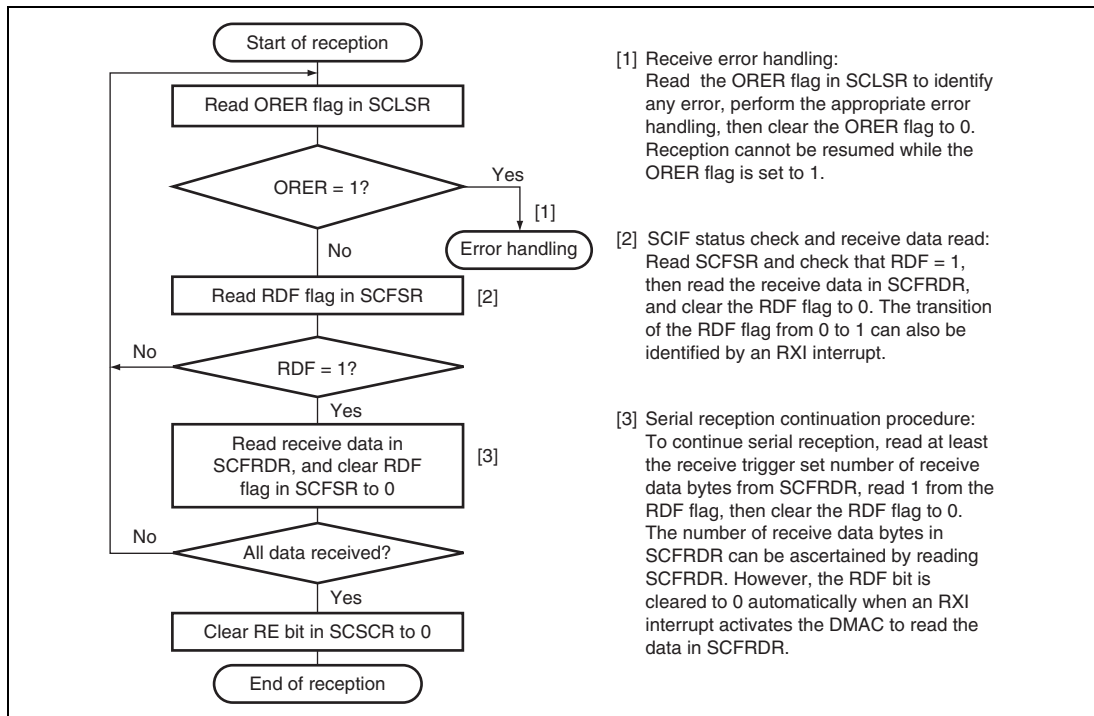 Start of reception
Read ORER flag in SCLSR
ORER = 1?
Yes
[1]
Error handling
No
Read RDF flag in SCFSR
[2]
No
RDF = 1?
Yes
Read receive data in
SCFRDR, and clear RDF
flag in SCFSR to 0
[3]
No
All data received?
Yes
Clear RE bit in SCSCR to 0
End of reception
[1] Receive error handling:
Read the ORER flag in SCLSR to identify
any error, perform the appropriate error
handling, then clear the ORER flag to 0.
Reception cannot be resumed while the
ORER flag is set to 1.
[2] SCIF status check and receive data read:
Read SCFSR and check that RDF = 1,
then read the receive data in SCFRDR,
and clear the RDF flag to 0. The transition
of the RDF flag from 0 to 1 can also be
identified by an RXI interrupt.
[3] Serial reception continuation procedure:
To continue serial reception, read at least
the receive trigger set number of receive
data bytes from SCFRDR, read 1 from the
RDF flag, then clear the RDF flag to 0.
The number of receive data bytes in
SCFRDR can be ascertained by reading
SCFRDR. However, the RDF bit is
cleared to 0 automatically when an RXI
interrupt activates the DMAC to read the
data in SCFRDR.